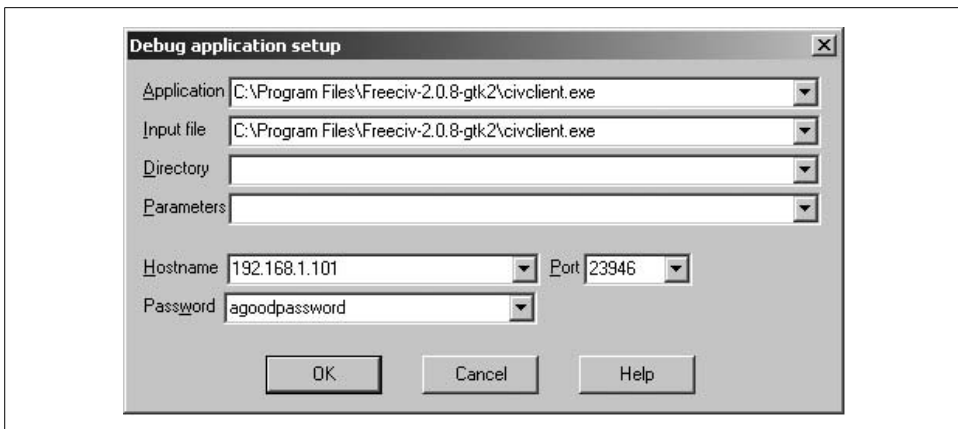 Debug application setup
Application C:\Program Files\Freeciv-2.0.8-gtk2\civclient.exe
Input file C:\Program Files\Freeciv-2.0.8-gtk2\civclient.exe
Directory
Parameters
Hostname 192.168.1.101 Port 23946
Password agoodpassword
OK Cancel Help